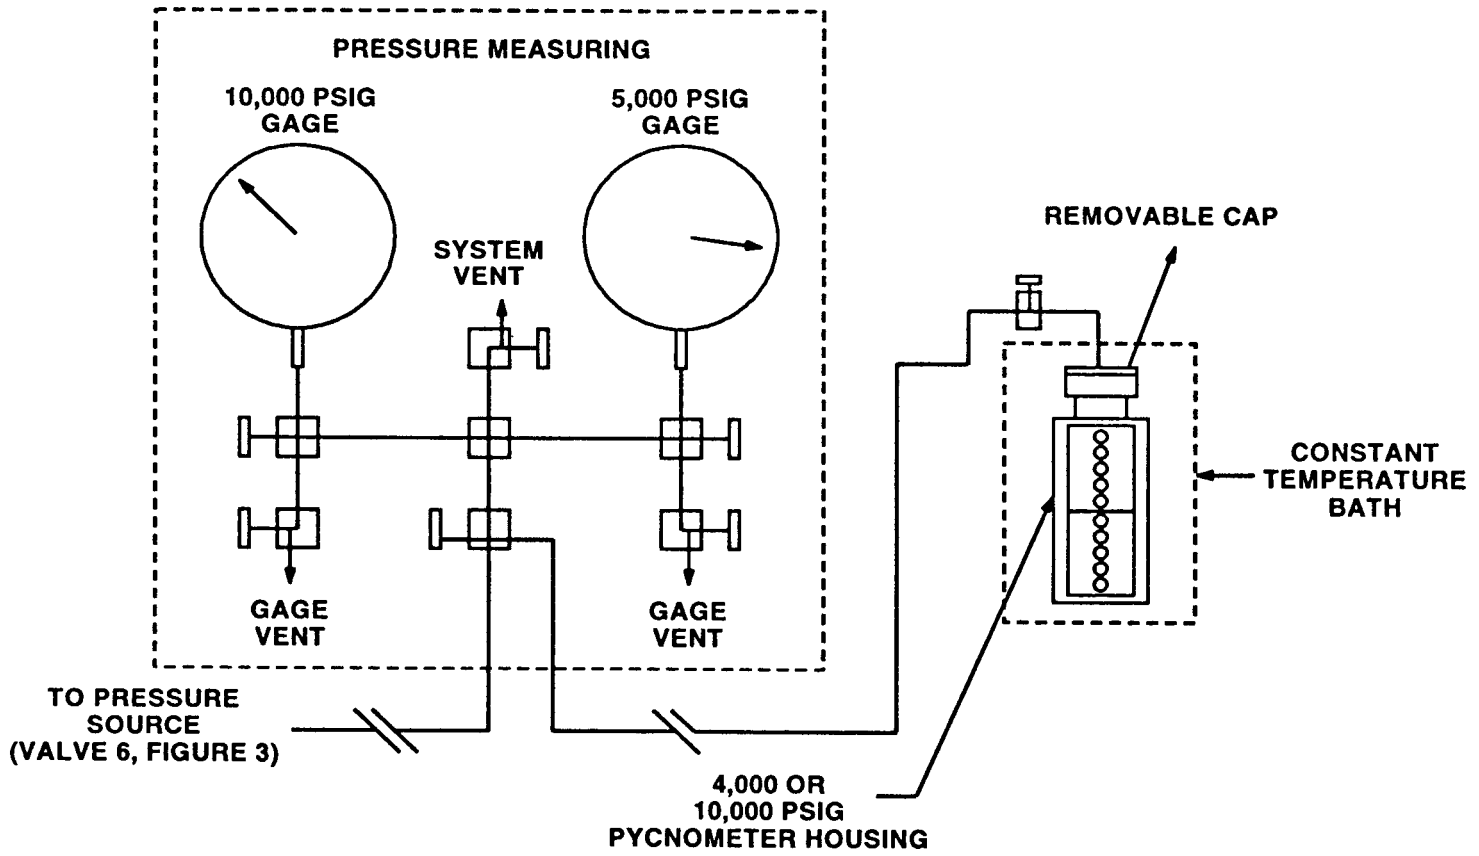 PRESSURE MEASURING
10,000 PSIG
GAGE
5,000 PSIG
GAGE
SYSTEM
VENT
REMOVABLE CAP
CONSTANT
TEMPERATURE
BATH
GAGE
VENT
GAGE
VENT
TO PRESSURE
SOURCE
(VALVE 6, FIGURE 3)
4,000 OR
10,000 PSIG
PYCNOMETER HOUSING